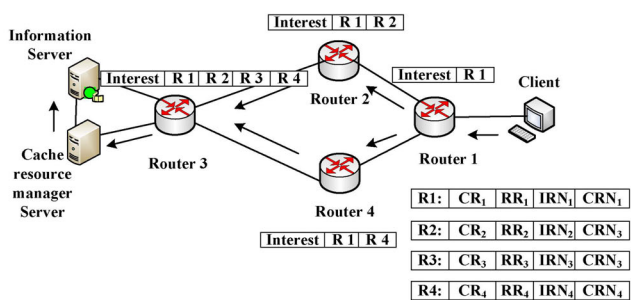 Interest R 1 R 2
Information
Server
Interest R 1 R 2 R 3 R 4
Interest R 1
Client
Router 2
Router 3
Router 1
Cache
resource
manager
Server
Router 4
Interest R 1 R 4
R1: CR1 RR1 IRN1 CRN1
R2: CR2 RR2 IRN2 CRN3
R3: CR3 RR3 IRN3 CRN3
R4: CR4 RR4 IRN4 CRN4